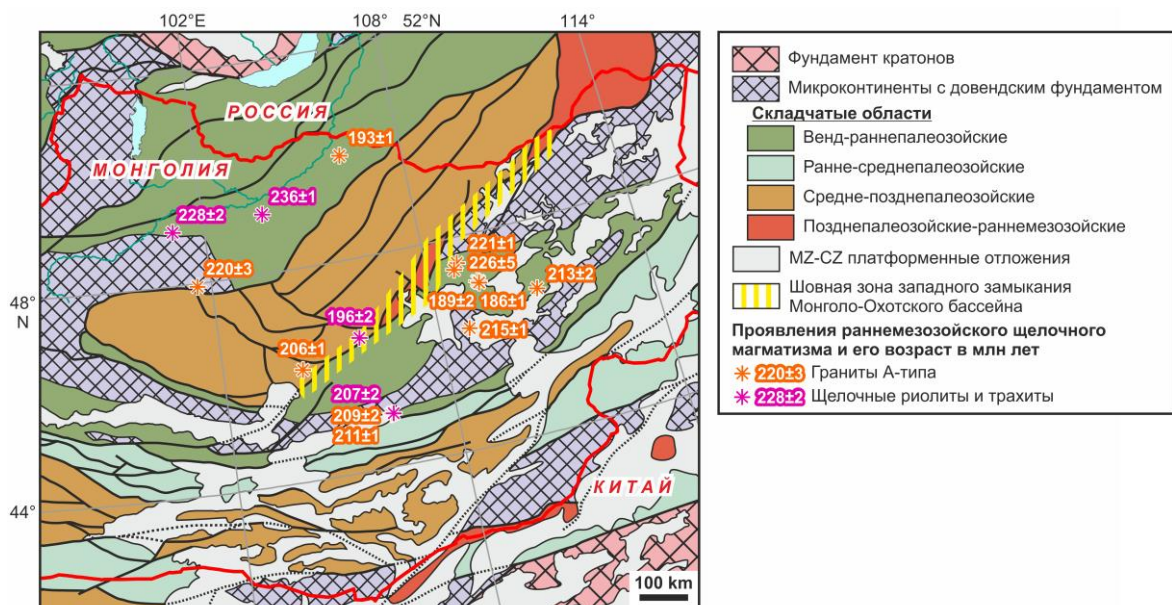 102°E
108°
52°N
114°
РОССИЯ
193±1
МОНГОЛИЯ
236±1
228±2
221±1
226±5
220±3
213±2
189±2
186±1
48°
N
196±2
215±1
206±1
207±2
209±2
211±1
КИТАЙ
44°
100 km
Фундамент кратонов
Микроконтиненты с довендским фундаментом
Складчатые области
Венд-раннепалеозойские
Ранне-среднепалеозойские
Средне-позднепалеозойские
Позднепалеозойские-раннемезозойские
MZ-CZ платформенные отложения
Шовная зона западного замыкания
Монголо-Охотского бассейна
Проявления раннемезозойского щелочного
магматизма и его возраст в млн лет
220±3 Граниты А-типа
228±2 Щелочные риолиты и трахиты